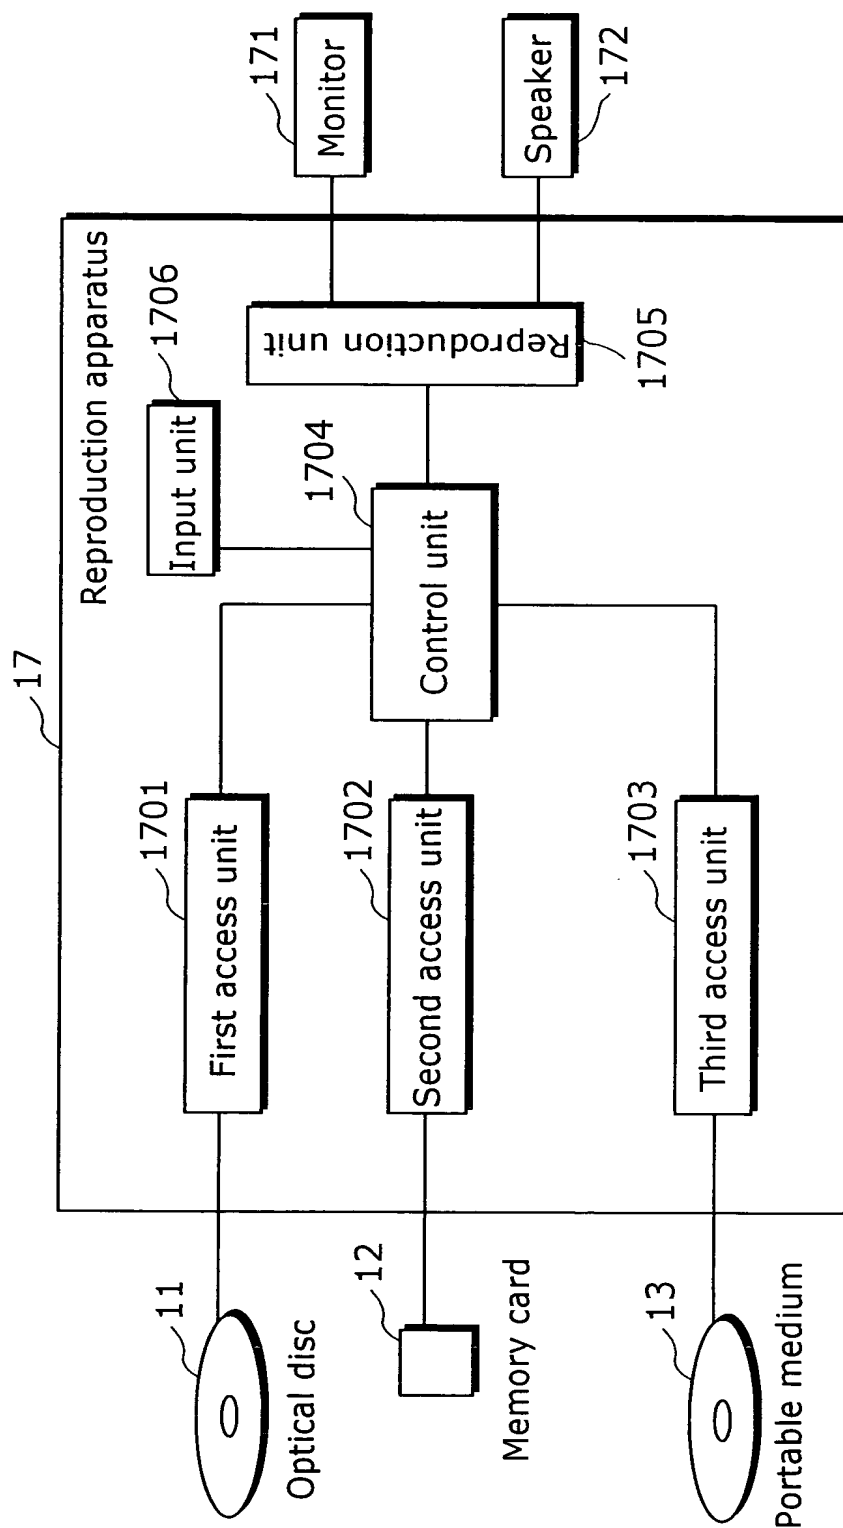 17
Reproduction apparatus
11
Optical disc
1701
First access unit
1706
Input unit
171
Monitor
12
Memory card
1702
Second access unit
1704
Control unit
Reproduction unit
1705
Speaker
172
13
Portable medium
1703
Third access unit